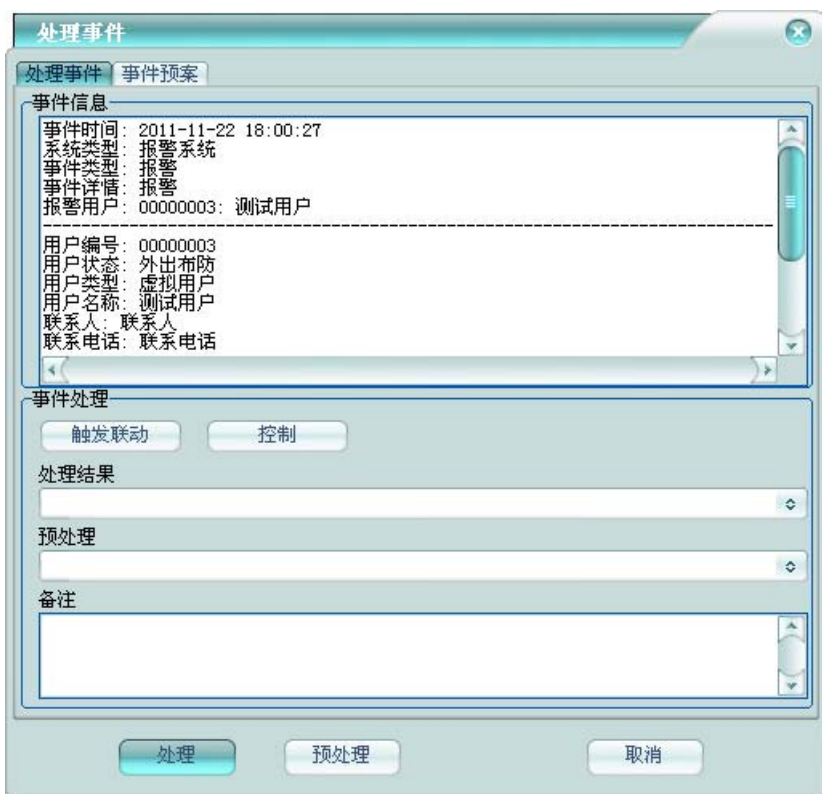 处理事件
处理事件 事件预案
事件信息
事件时间: 2011-11-22 18:00:27
系统类型: 报警系统
事件类型: 报警
事件详情: 报警
报警用户: 00000003: 测试用户
--------------------------------------------------------------------------
用户编号: 00000003
用户状态: 外出布防
用户类型: 虚拟用户
用户名称: 测试用户
联系人: 联系人
联系电话: 联系电话
事件处理
触发联动 控制
处理结果
预处理
备注
处理 预处理 取消